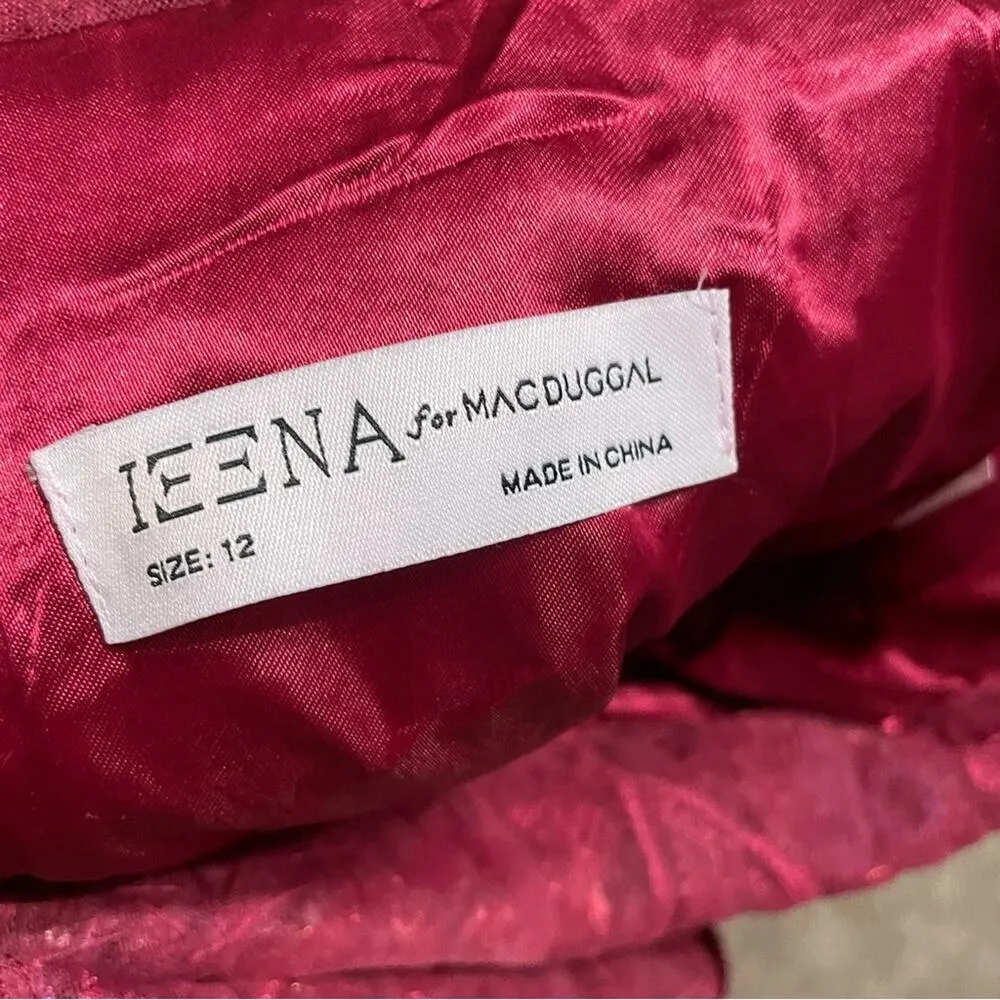 IEENA for MACDUGGAL
MADE IN CHINA
SIZE: 12